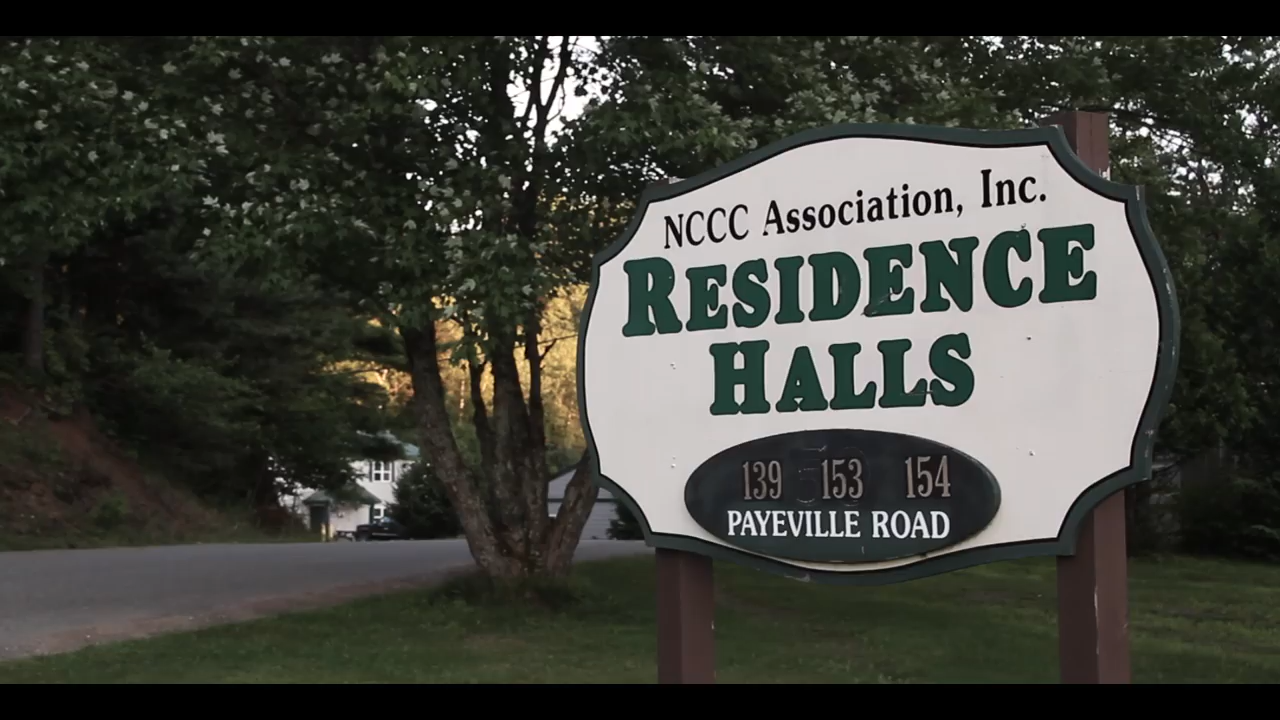 NCCC Association, Inc.
RESIDENCE
HALLS
139 153 154
PAYEVILLE ROAD